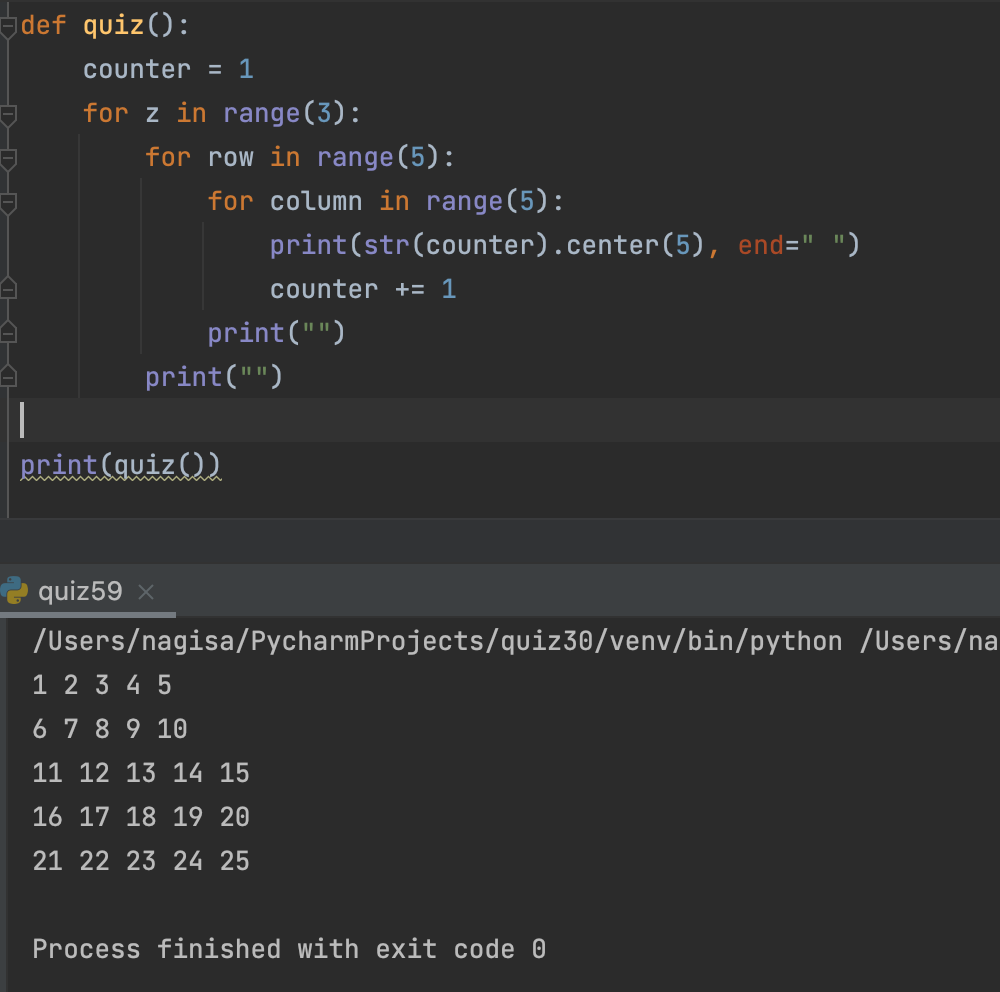 def quiz():
    counter = 1
    for z in range(3):
        for row in range(5):
            for column in range(5):
                print(str(counter).center(5), end=" ")
                counter += 1
            print("")
        print("")
print(quiz())
quiz59
/Users/nagisa/PycharmProjects/quiz30/venv/bin/python /Users/na
1 2 3 4 5
6 7 8 9 10
11 12 13 14 15
16 17 18 19 20
21 22 23 24 25
Process finished with exit code 0